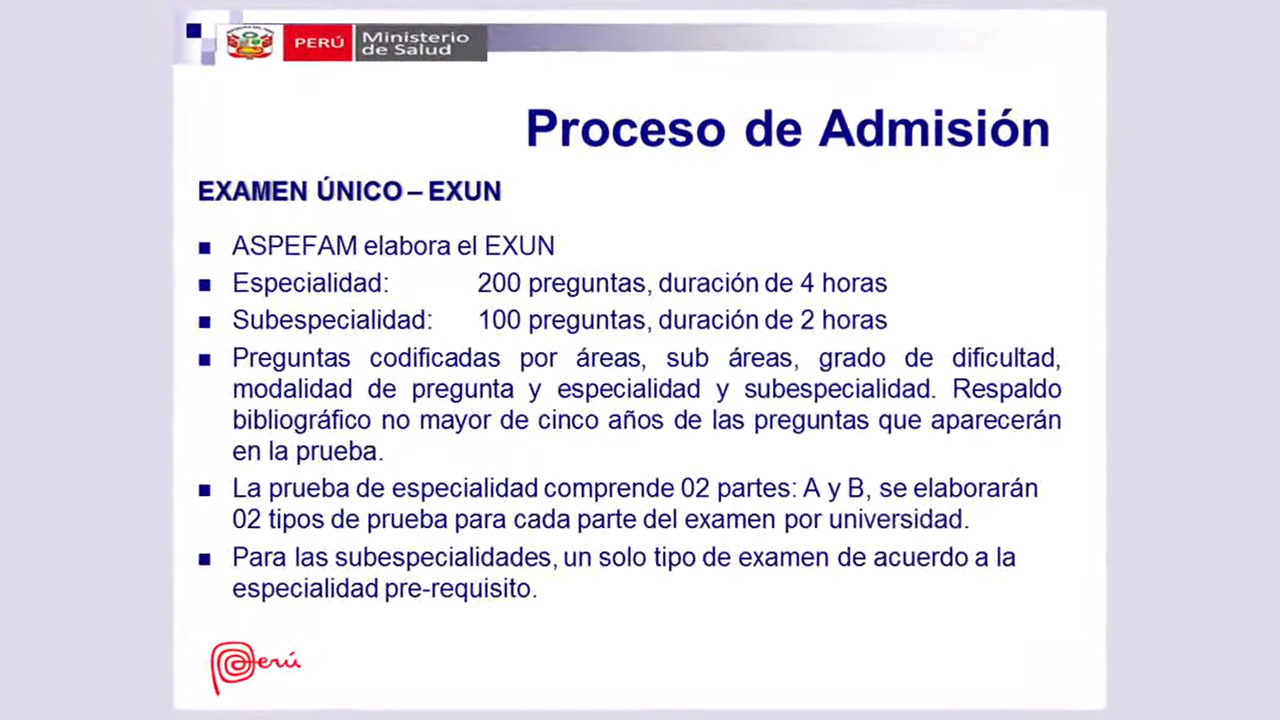 PERÚ
Ministerio
de Salud
Proceso de Admisión
EXAMEN ÚNICO – EXUN
ASPEFAM elabora el EXUN
Especialidad: 200 preguntas, duración de 4 horas
Subespecialidad: 100 preguntas, duración de 2 horas
Preguntas codificadas por áreas, sub áreas, grado de dificultad,
modalidad de pregunta y especialidad y subespecialidad. Respaldo
bibliográfico no mayor de cinco años de las preguntas que aparecerán
en la prueba.
La prueba de especialidad comprende 02 partes: A y B, se elaborarán
02 tipos de prueba para cada parte del examen por universidad.
Para las subespecialidades, un solo tipo de examen de acuerdo a la
especialidad pre-requisito.
Perú